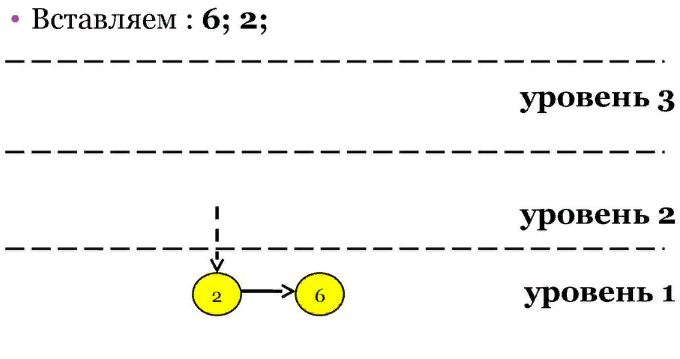 • Вставляем : 6; 2;
уровень 3
уровень 2
2 6 уровень 1